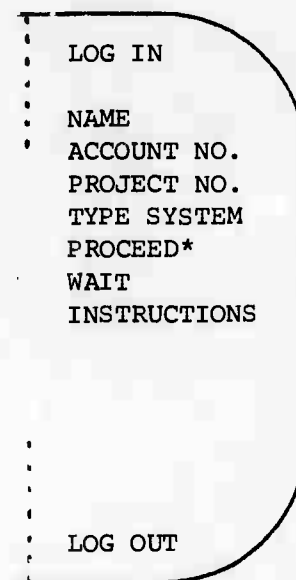 LOG IN
NAME
ACCOUNT NO.
PROJECT NO.
TYPE SYSTEM
PROCEED*
WAIT
INSTRUCTIONS
LOG OUT